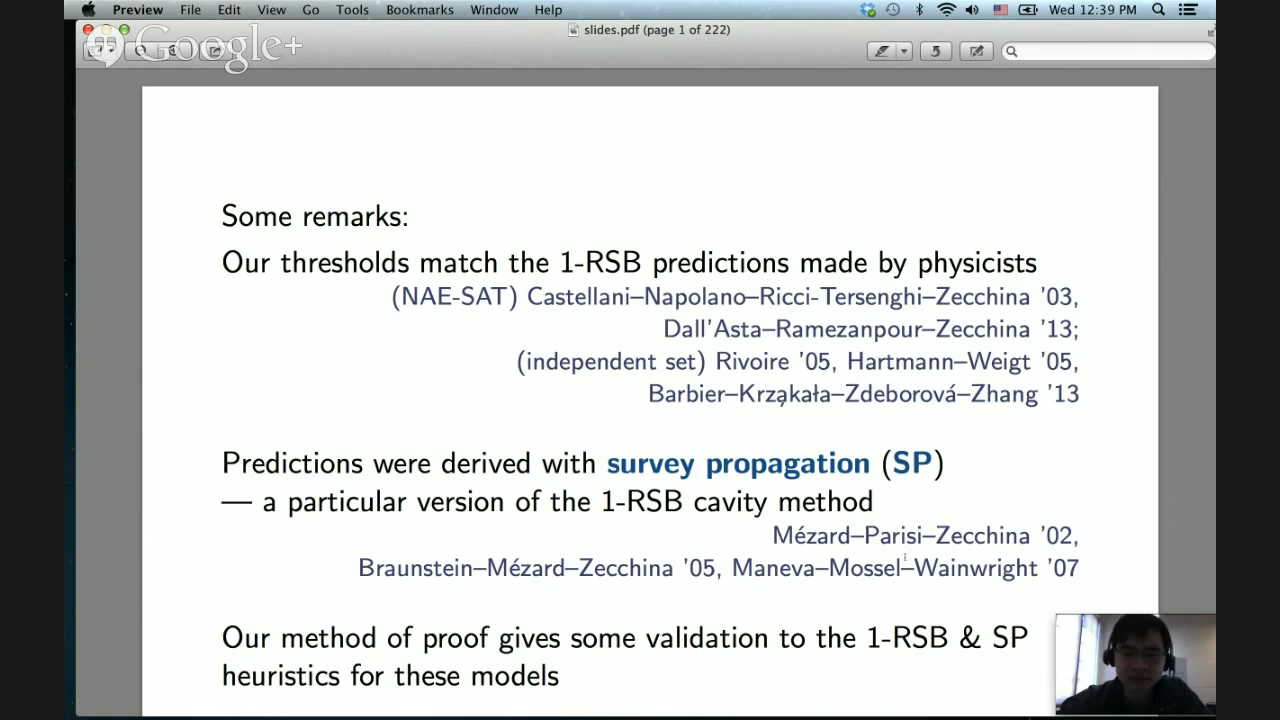 Preview File Edit View Go Tools Bookmarks Window Help Wed 12:39 PM
slides.pdf (page 1 of 222)
Google+
Some remarks:
Our thresholds match the 1-RSB predictions made by physicists
(NAE-SAT) Castellani–Napolano–Ricci-Tersenghi–Zecchina '03,
Dall'Asta–Ramezanpour–Zecchina '13;
(independent set) Rivoire '05, Hartmann–Weigt '05,
Barbier–Krząkała–Zdeborová–Zhang '13
Predictions were derived with survey propagation (SP)
— a particular version of the 1-RSB cavity method
Mézard–Parisi–Zecchina '02,
Braunstein–Mézard–Zecchina '05, Maneva–Mossel–Wainwright '07
Our method of proof gives some validation to the 1-RSB & SP
heuristics for these models